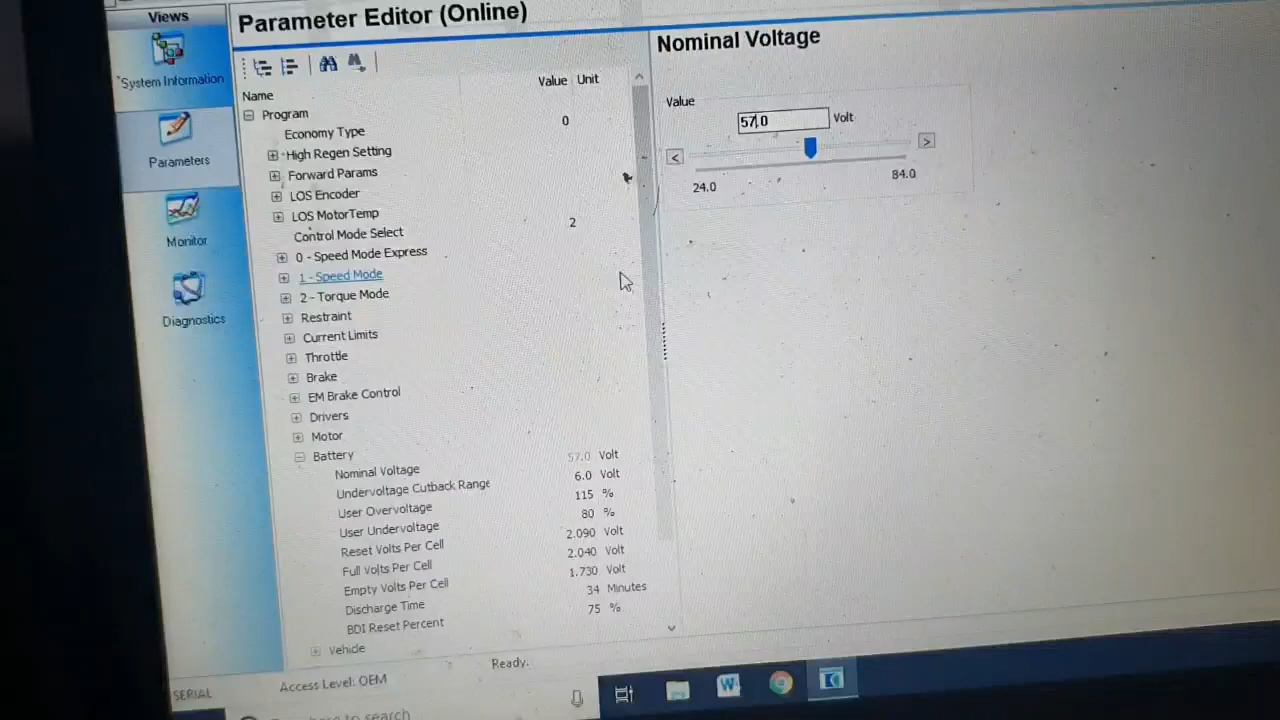 Views
System Information
Parameters
Monitor
Diagnostics
Parameter Editor (Online)
Name
Value
Unit
Program
Economy Type
0
High Regen Setting
Forward Params
LOS Encoder
LOS MotorTemp
Control Mode Select
2
0 - Speed Mode Express
1 - Speed Mode
2 - Torque Mode
Restraint
Current Limits
Throttle
Brake
EM Brake Control
Drivers
Motor
Battery
Nominal Voltage
57.0 Volt
Undervoltage Cutback Range
6.0 Volt
User Overvoltage
115 %
User Undervoltage
80 %
Reset Volts Per Cell
2.090 Volt
Full Volts Per Cell
2.040 Volt
Empty Volts Per Cell
1.730 Volt
Discharge Time
34 Minutes
BDI Reset Percent
75 %
Vehicle
Nominal Voltage
Value
57.0
Volt
<
>
24.0
84.0
Ready.
SERIAL
Access Level: OEM
here to search
W